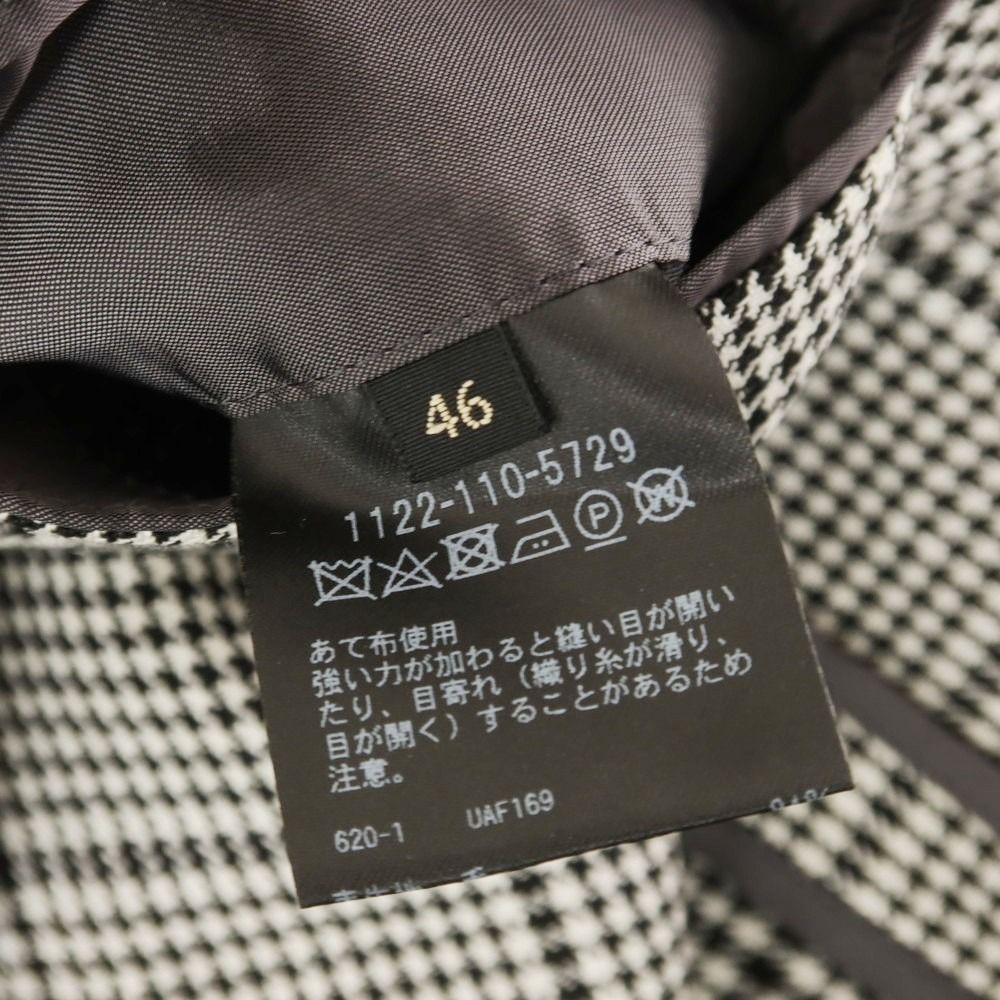 46
1122-110-5729
P
W
あて布使用
強い力が加わると縫い目が開い
たり、目寄れ（織り糸が滑り、
目が開く）することがあるため
注意。
620-1 UAF169